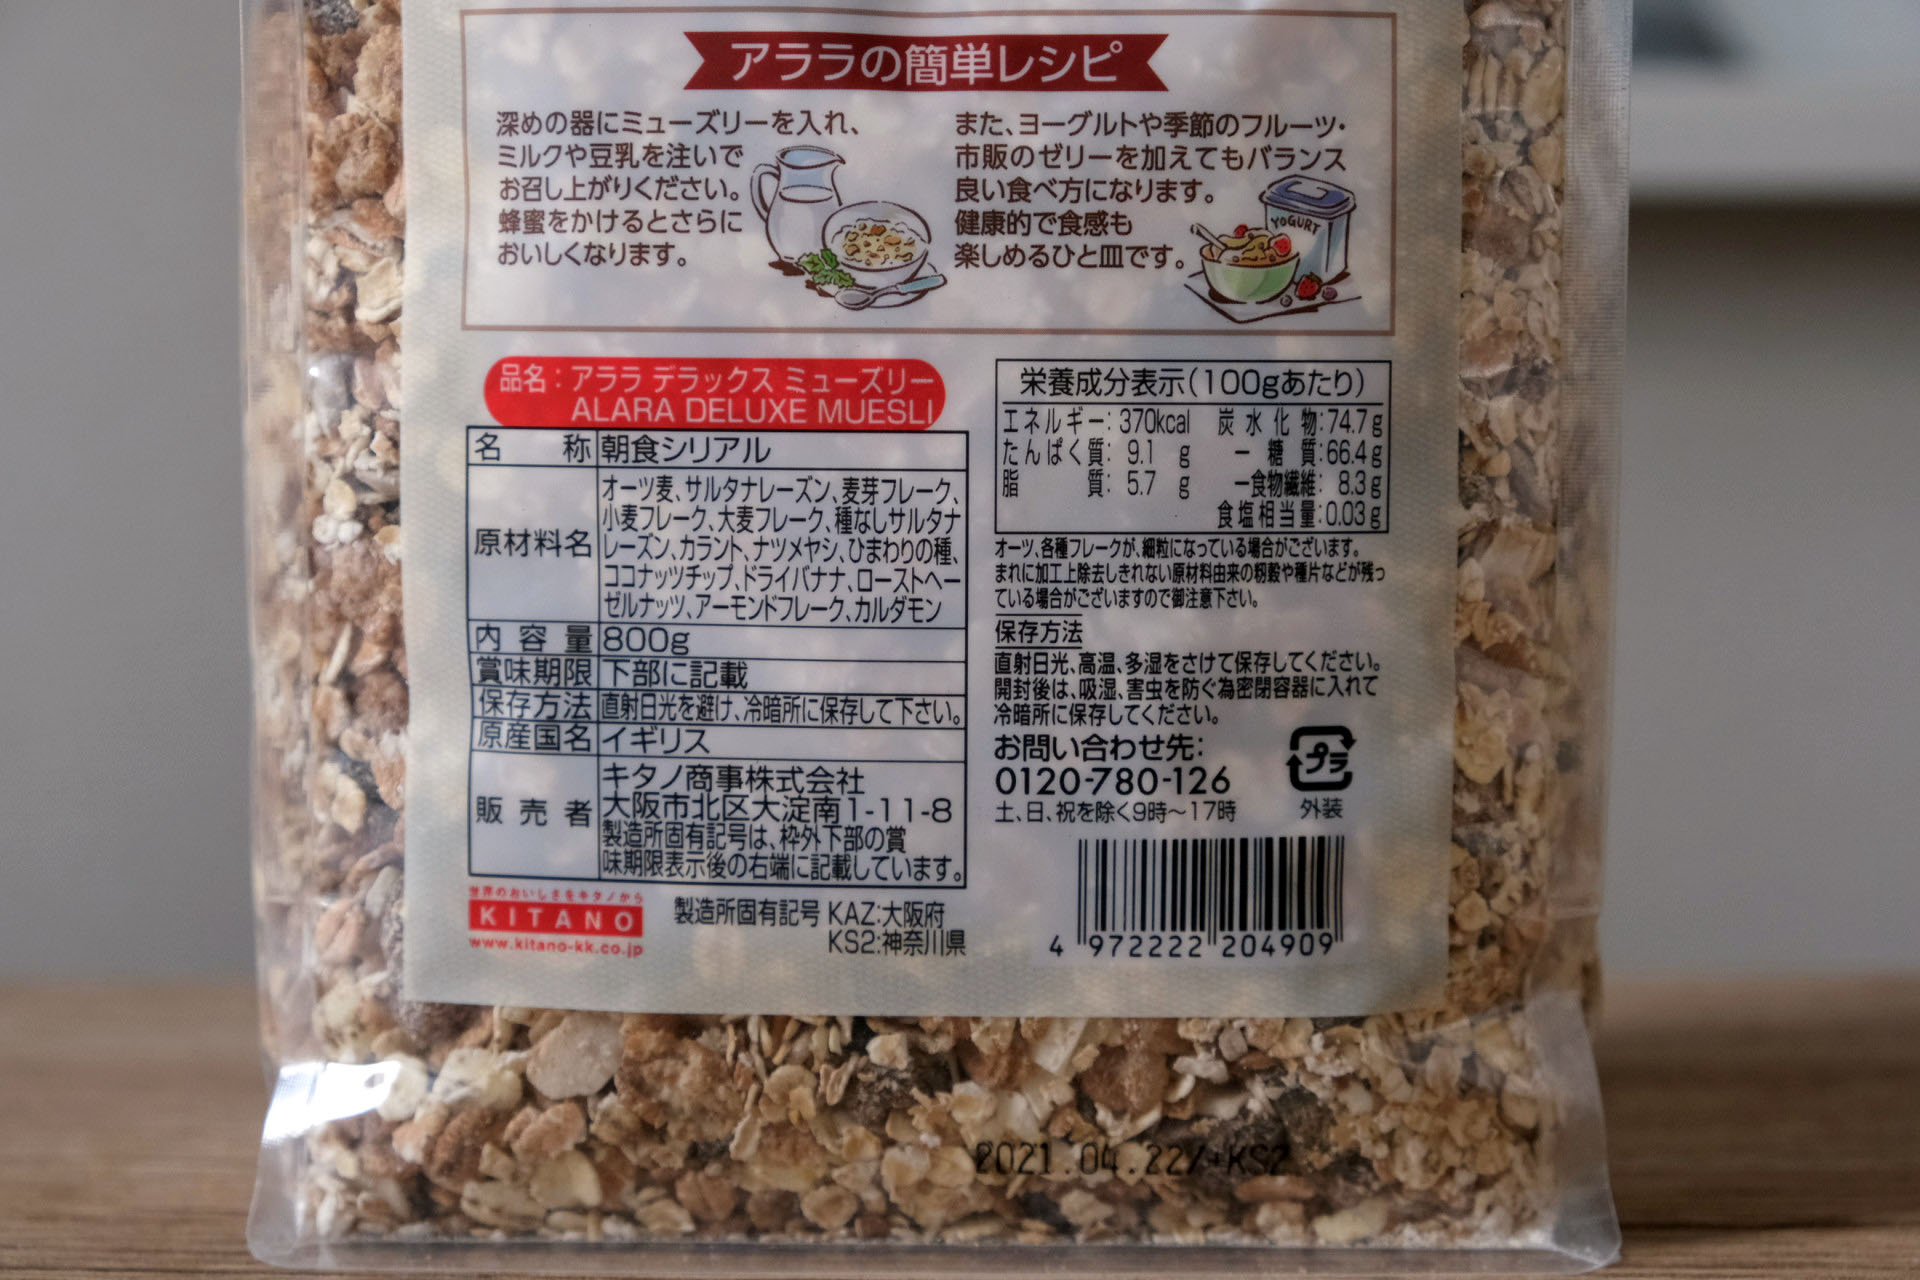 アララの簡単レシピ
深めの器にミューズリーを入れ、
ミルクや豆乳を注いで
お召し上がりください。
蜂蜜をかけるとさらに
おいしくなります。
また、ヨーグルトや季節のフルーツ・
市販のゼリーを加えてもバランス
良い食べ方になります。
健康的で食感も
楽しめるひと皿です。
YOGURT
品名：アララ デラックス ミューズリー
ALARA DELUXE MUESLI
名称 朝食シリアル
原材料名
オーツ麦、サルタナレーズン、麦芽フレーク、
小麦フレーク、大麦フレーク、種なしサルタナ
レーズン、カラント、ナツメヤシ、ひまわりの種、
ココナッツチップ、ドライバナナ、ローストヘー
ゼルナッツ、アーモンドフレーク、カルダモン
内容量 800g
賞味期限 下部に記載
保存方法 直射日光を避け、冷暗所に保存して下さい。
原産国名 イギリス
販売者
キタノ商事株式会社
大阪市北区大淀南1-11-8
製造所固有記号は、枠外下部の賞
味期限表示後の右端に記載しています。
世界のおいしさをキタノから
KITANO
www.kitano-kk.co.jp
製造所固有記号 KAZ:大阪府
KS2:神奈川県
栄養成分表示(100gあたり)
エネルギー: 370kcal 炭水化物:74.7g
たんぱく質: 9.1 g ー糖質:66.4g
脂質: 5.7 g ー食物繊維: 8.3g
食塩相当量:0.03g
オーツ、各種フレークが、細粒になっている場合がございます。
まれに加工上除去しきれない原材料由来の籾殻や種片などが残っ
ている場合がございますので御注意下さい。
保存方法
直射日光、高温、多湿をさけて保存してください。
開封後は、吸湿、害虫を防ぐ為密閉容器に入れて
冷暗所に保存してください。
お問い合わせ先:
0120-780-126
土、日、祝を除く9時～17時
プラ
外装
4 972222 204909
2021.04.22/+KS2